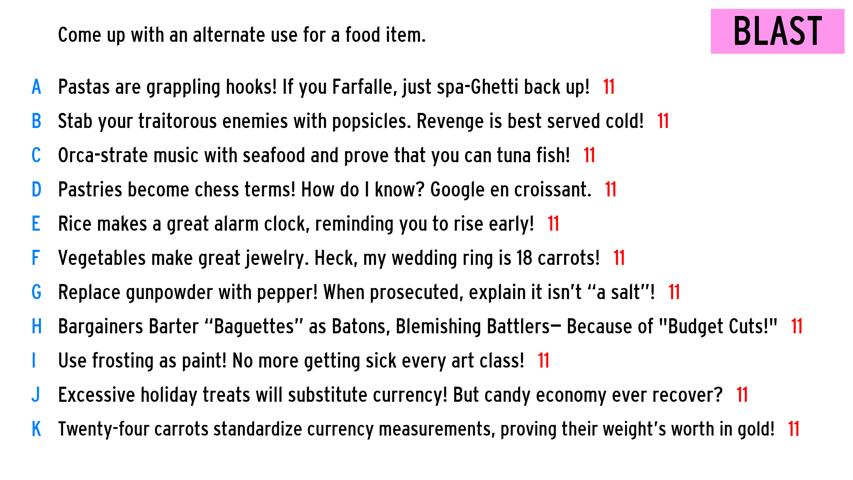 Come up with an alternate use for a food item.
BLAST
A Pastas are grappling hooks! If you Farfalle, just spa-Ghetti back up! 11
B Stab your traitorous enemies with popsicles. Revenge is best served cold! 11
C Orca-strate music with seafood and prove that you can tuna fish! 11
D Pastries become chess terms! How do I know? Google en croissant. 11
E Rice makes a great alarm clock, reminding you to rise early! 11
F Vegetables make great jewelry. Heck, my wedding ring is 18 carrots! 11
G Replace gunpowder with pepper! When prosecuted, explain it isn't “a salt”! 11
H Bargainers Barter “Baguettes” as Batons, Blemishing Battlers— Because of "Budget Cuts!" 11
I Use frosting as paint! No more getting sick every art class! 11
J Excessive holiday treats will substitute currency! But candy economy ever recover? 11
K Twenty-four carrots standardize currency measurements, proving their weight's worth in gold! 11